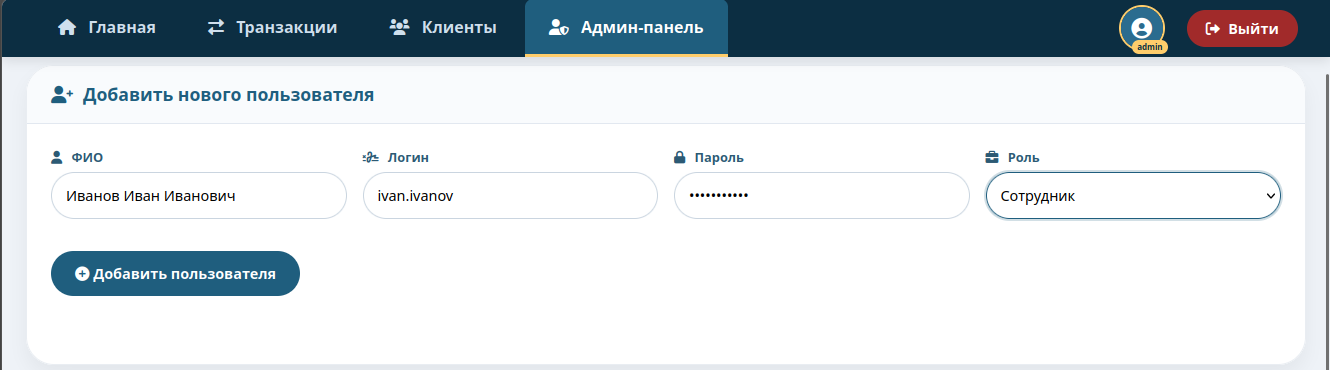 Главная Транзакции Клиенты Админ-панель admin Выйти
Добавить нового пользователя
ФИО Логин Пароль Роль
Иванов Иван Иванович ivan.ivanov ••••••••••• Сотрудник
Добавить пользователя